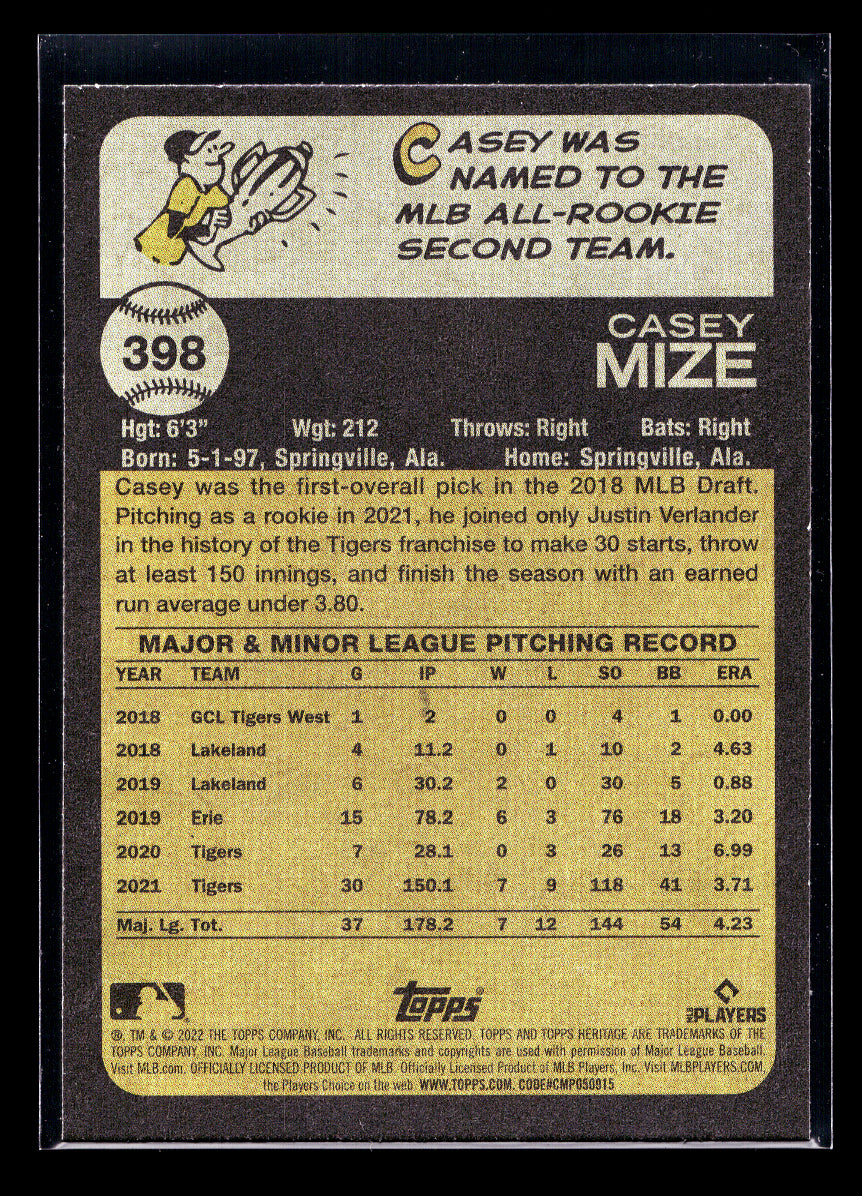 CASEY WAS
NAMED TO THE
MLB ALL-ROOKIE
SECOND TEAM.
398
CASEY
MIZE
Hgt: 6'3" Wgt: 212 Throws: Right Bats: Right
Born: 5-1-97, Springville, Ala. Home: Springville, Ala.
Casey was the first-overall pick in the 2018 MLB Draft.
Pitching as a rookie in 2021, he joined only Justin Verlander
in the history of the Tigers franchise to make 30 starts, throw
at least 150 innings, and finish the season with an earned
run average under 3.80.
MAJOR & MINOR LEAGUE PITCHING RECORD
YEAR TEAM G IP W L SO BB ERA
2018 GCL Tigers West 1 2 0 0 4 1 0.00
2018 Lakeland 4 11.2 0 1 10 2 4.63
2019 Lakeland 6 30.2 2 0 30 5 0.88
2019 Erie 15 78.2 6 3 76 18 3.20
2020 Tigers 7 28.1 0 3 26 13 6.99
2021 Tigers 30 150.1 7 9 118 41 3.71
Maj. Lg. Tot. 37 178.2 7 12 144 54 4.23
Topps
MLB PLAYERS
®, TM & © 2022 THE TOPPS COMPANY, INC. ALL RIGHTS RESERVED. TOPPS AND TOPPS HERITAGE ARE TRADEMARKS OF THE
TOPPS COMPANY, INC. Major League Baseball trademarks and copyrights are used with permission of Major League Baseball.
Visit MLB.com. OFFICIALLY LICENSED PRODUCT OF MLB Officially Licensed Product of MLB Players, Inc. Visit MLBPLAYERS.COM,
the Players Choice on the web. WWW.TOPPS.COM. CODE#CMP050915